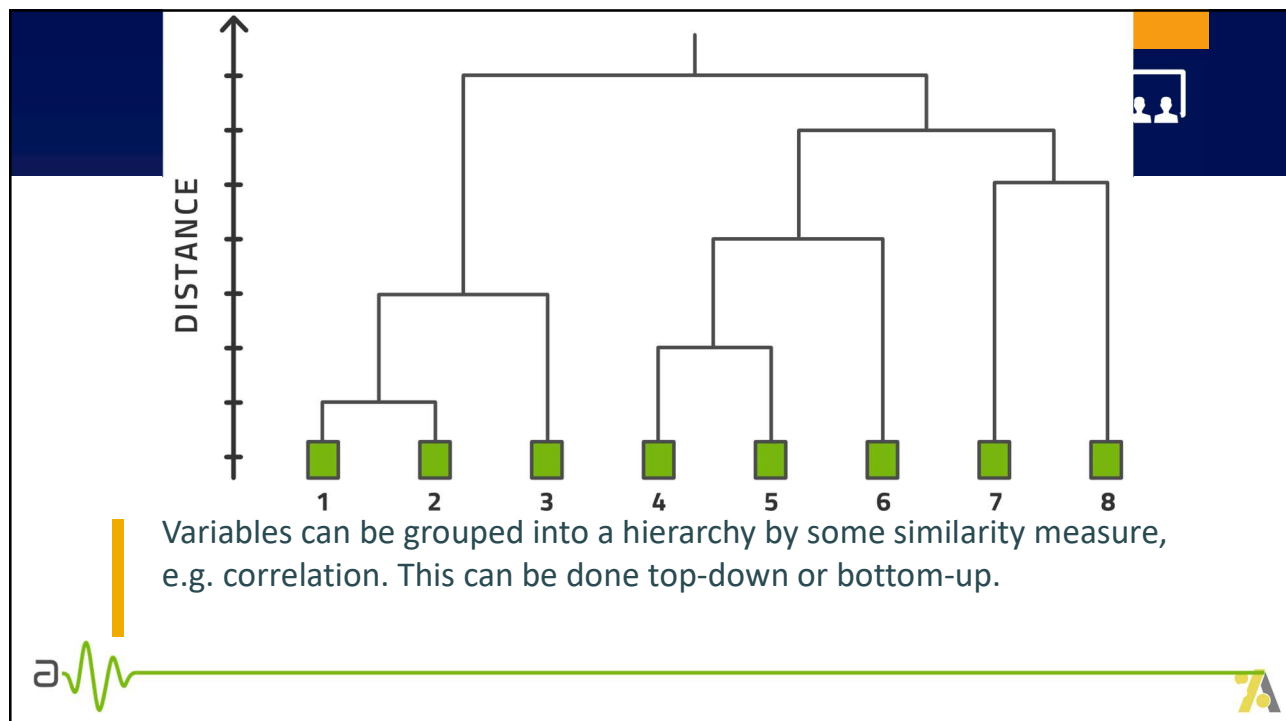 DISTANCE
1 2 3 4 5 6 7 8
Variables can be grouped into a hierarchy by some similarity measure,
e.g. correlation. This can be done top-down or bottom-up.
a
7A